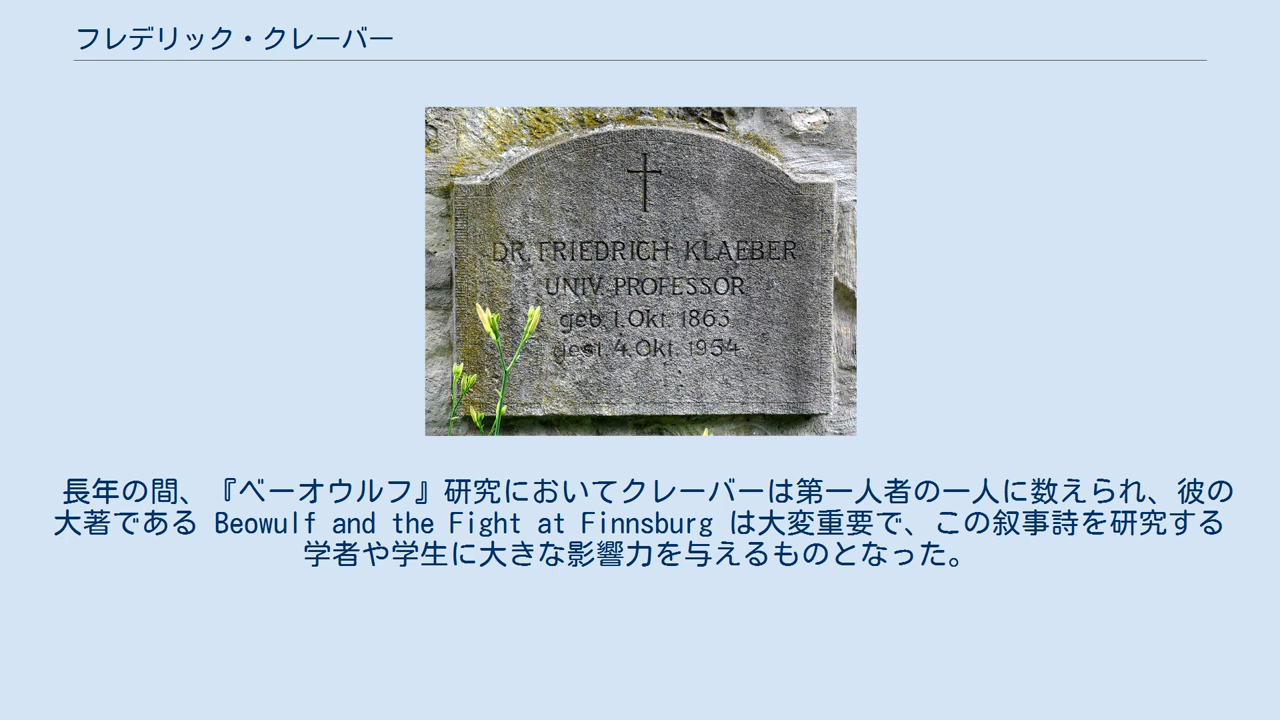 フレデリック・クレーバー
DR. FRIEDRICH KLAEBER
UNIV. PROFESSOR
geb. 1. Okt. 1863
gest. 4. Okt. 1954
長年の間、『ベーオウルフ』研究においてクレーバーは第一人者の一人に数えられ、彼の
大著である Beowulf and the Fight at Finnsburg は大変重要で、この叙事詩を研究する
学者や学生に大きな影響力を与えるものとなった。